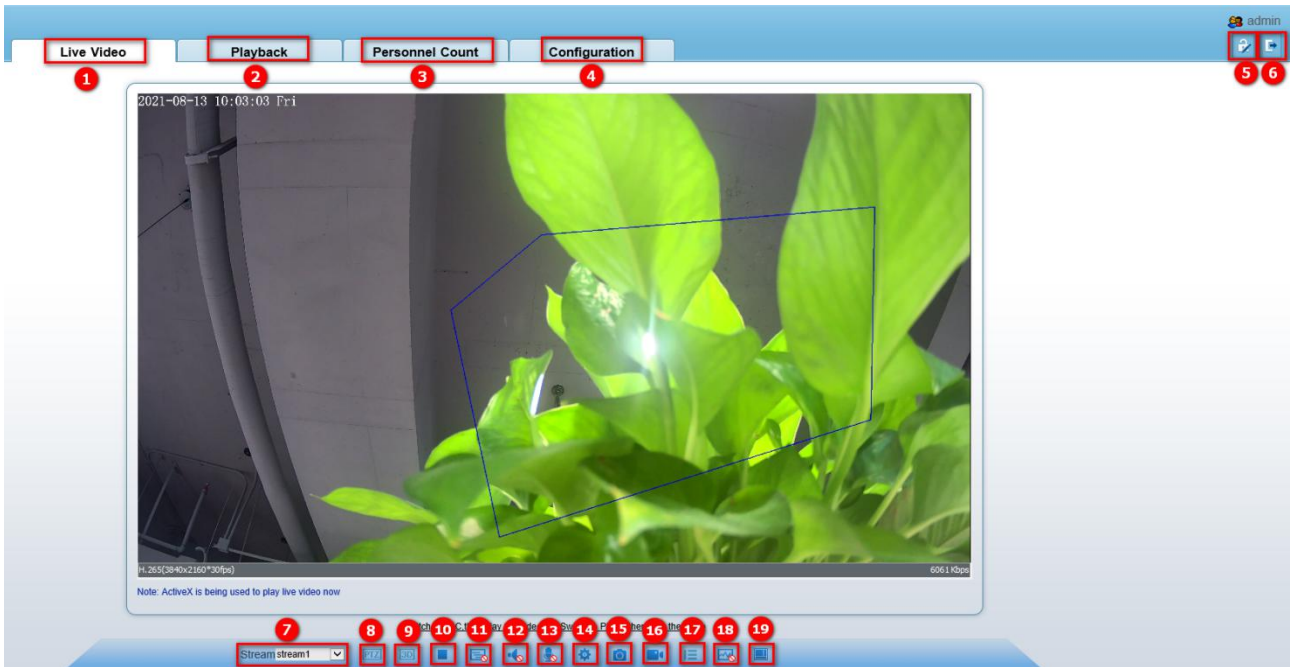 admin
Live Video
Playback
Personnel Count
Configuration
1
2
3
4
5
6
2021-08-13 10:03:03 Fri
H.265(3840x2160*30fps)
6061 Kbps
Note: ActiveX is being used to play live video now
7
8
9
10
11
12
13
14
15
16
17
18
19
Stream stream1
PTZ
3D